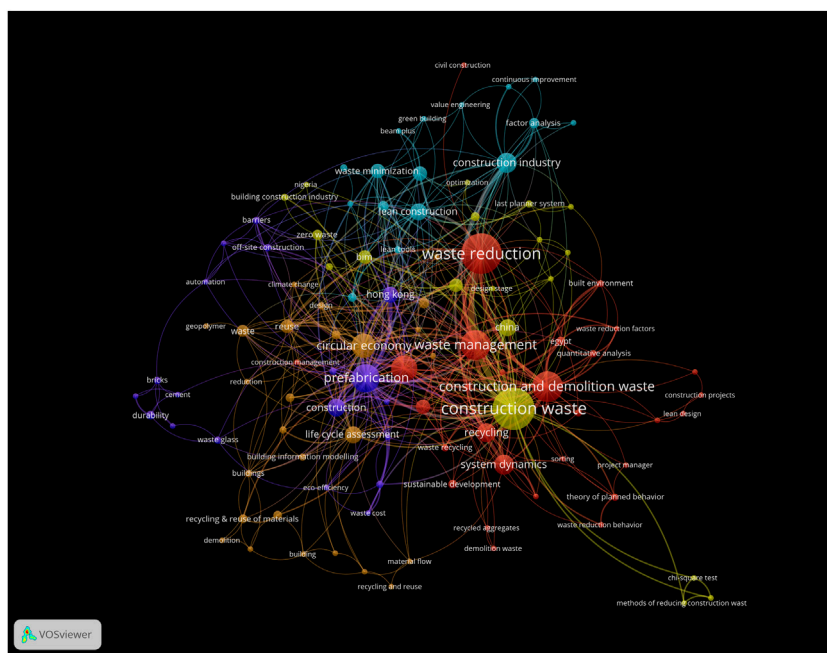 civil construction
continuous improvement
value engineering
green building
factor analysis
beam plus
construction industry
waste minimization
optimization
nigeria
building construction industry
last planner system
lean construction
barriers
zero waste
off-site construction
lean tools
waste reduction
bim
automation
climate change
hong kong
design stage
built environment
design
geopolymer
waste
reuse
china
waste reduction factors
egypt
circular economy
waste management
quantitative analysis
construction management
bricks
reduction
prefabrication
construction and demolition waste
cement
construction projects
durability
construction
construction waste
lean design
waste glass
life cycle assessment
recycling
waste recycling
building information modelling
sorting
system dynamics
project manager
buildings
eco-efficiency
sustainable development
theory of planned behavior
waste cost
recycling & reuse of materials
recycled aggregates
waste reduction behavior
demolition
demolition waste
building
material flow
recycling and reuse
chi-square test
methods of reducing construction wast
VOSviewer